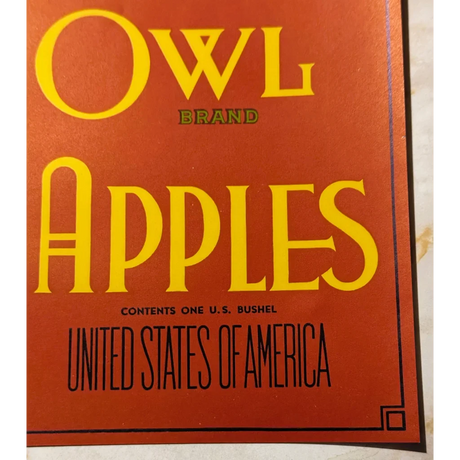 OWL
BRAND
APPLES
CONTENTS ONE U.S. BUSHEL
UNITED STATES OF AMERICA